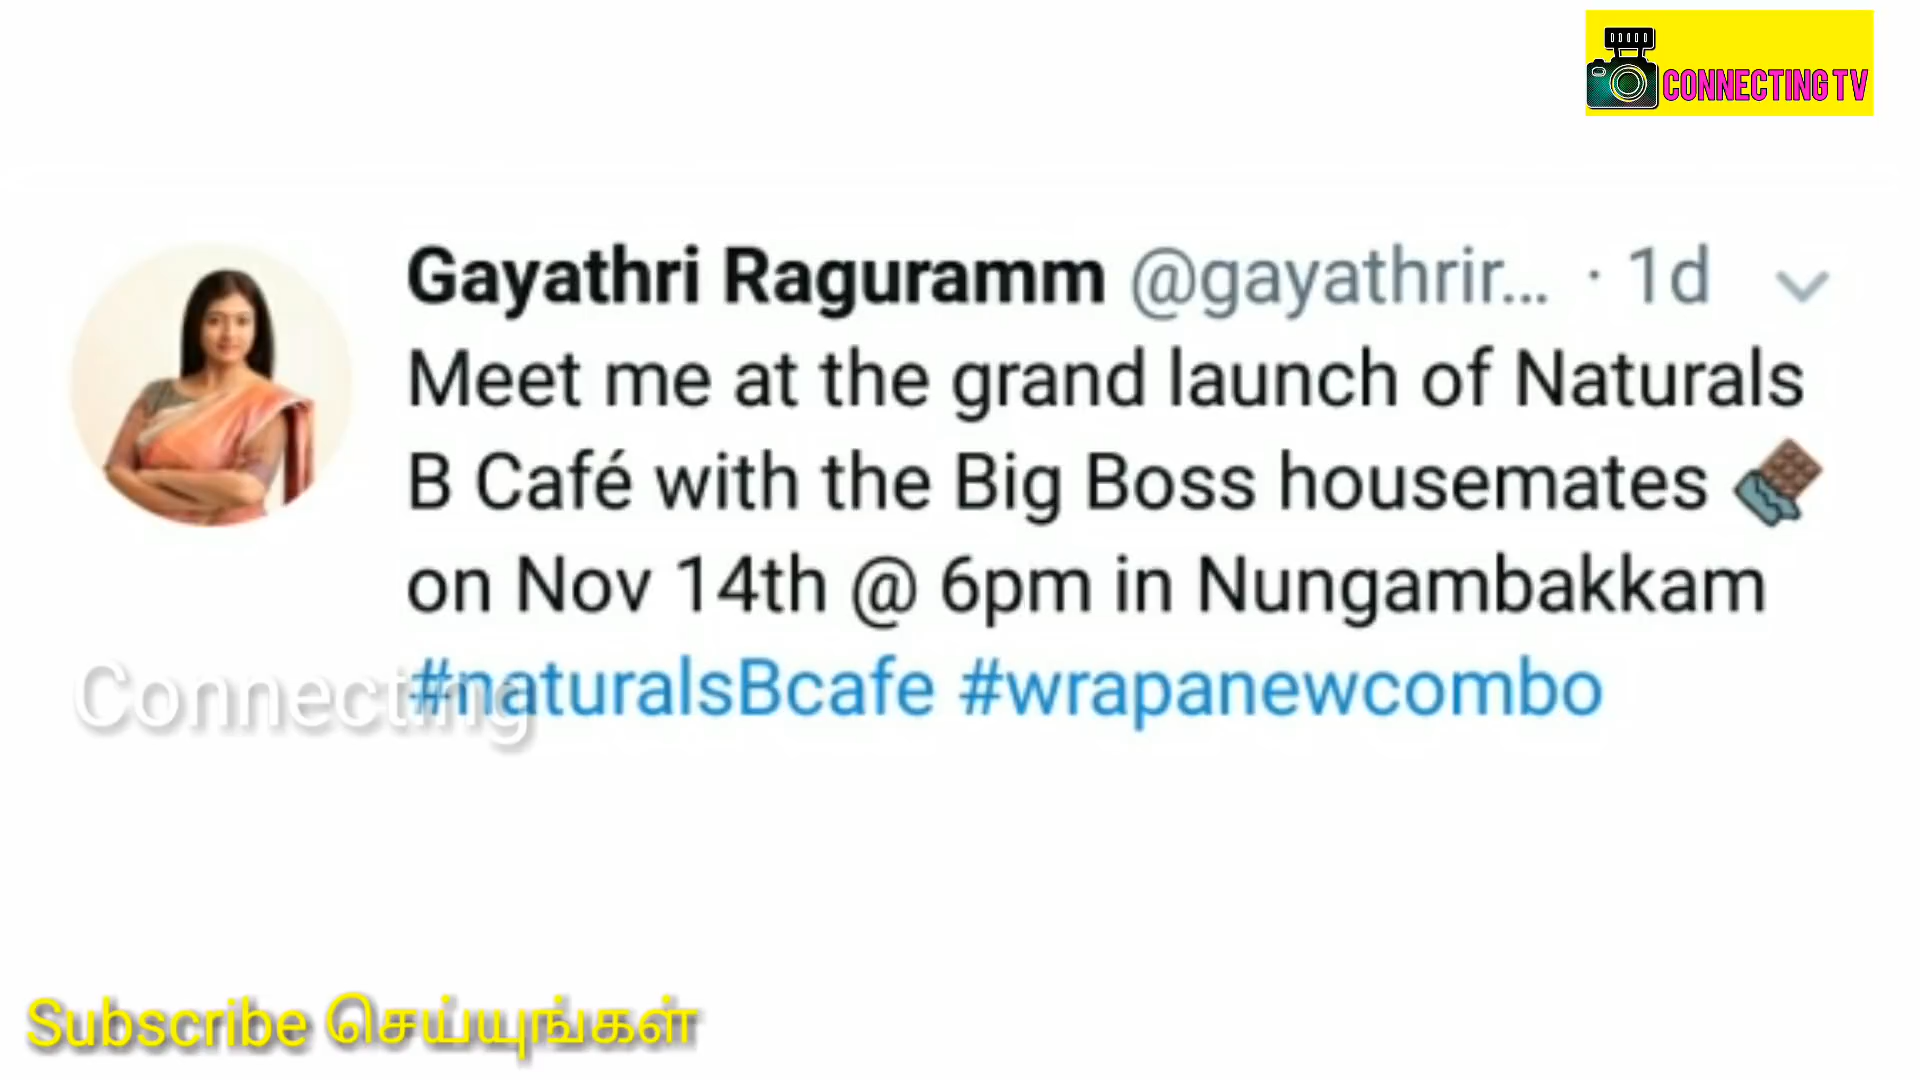 CONNECTING TV
Gayathri Raguramm @gayathrir... · 1d
Meet me at the grand launch of Naturals
B Café with the Big Boss housemates 🍫
on Nov 14th @ 6pm in Nungambakkam
#naturalsBcafe #wrapanewcombo
Connecting
Subscribe செய்யுங்கள்